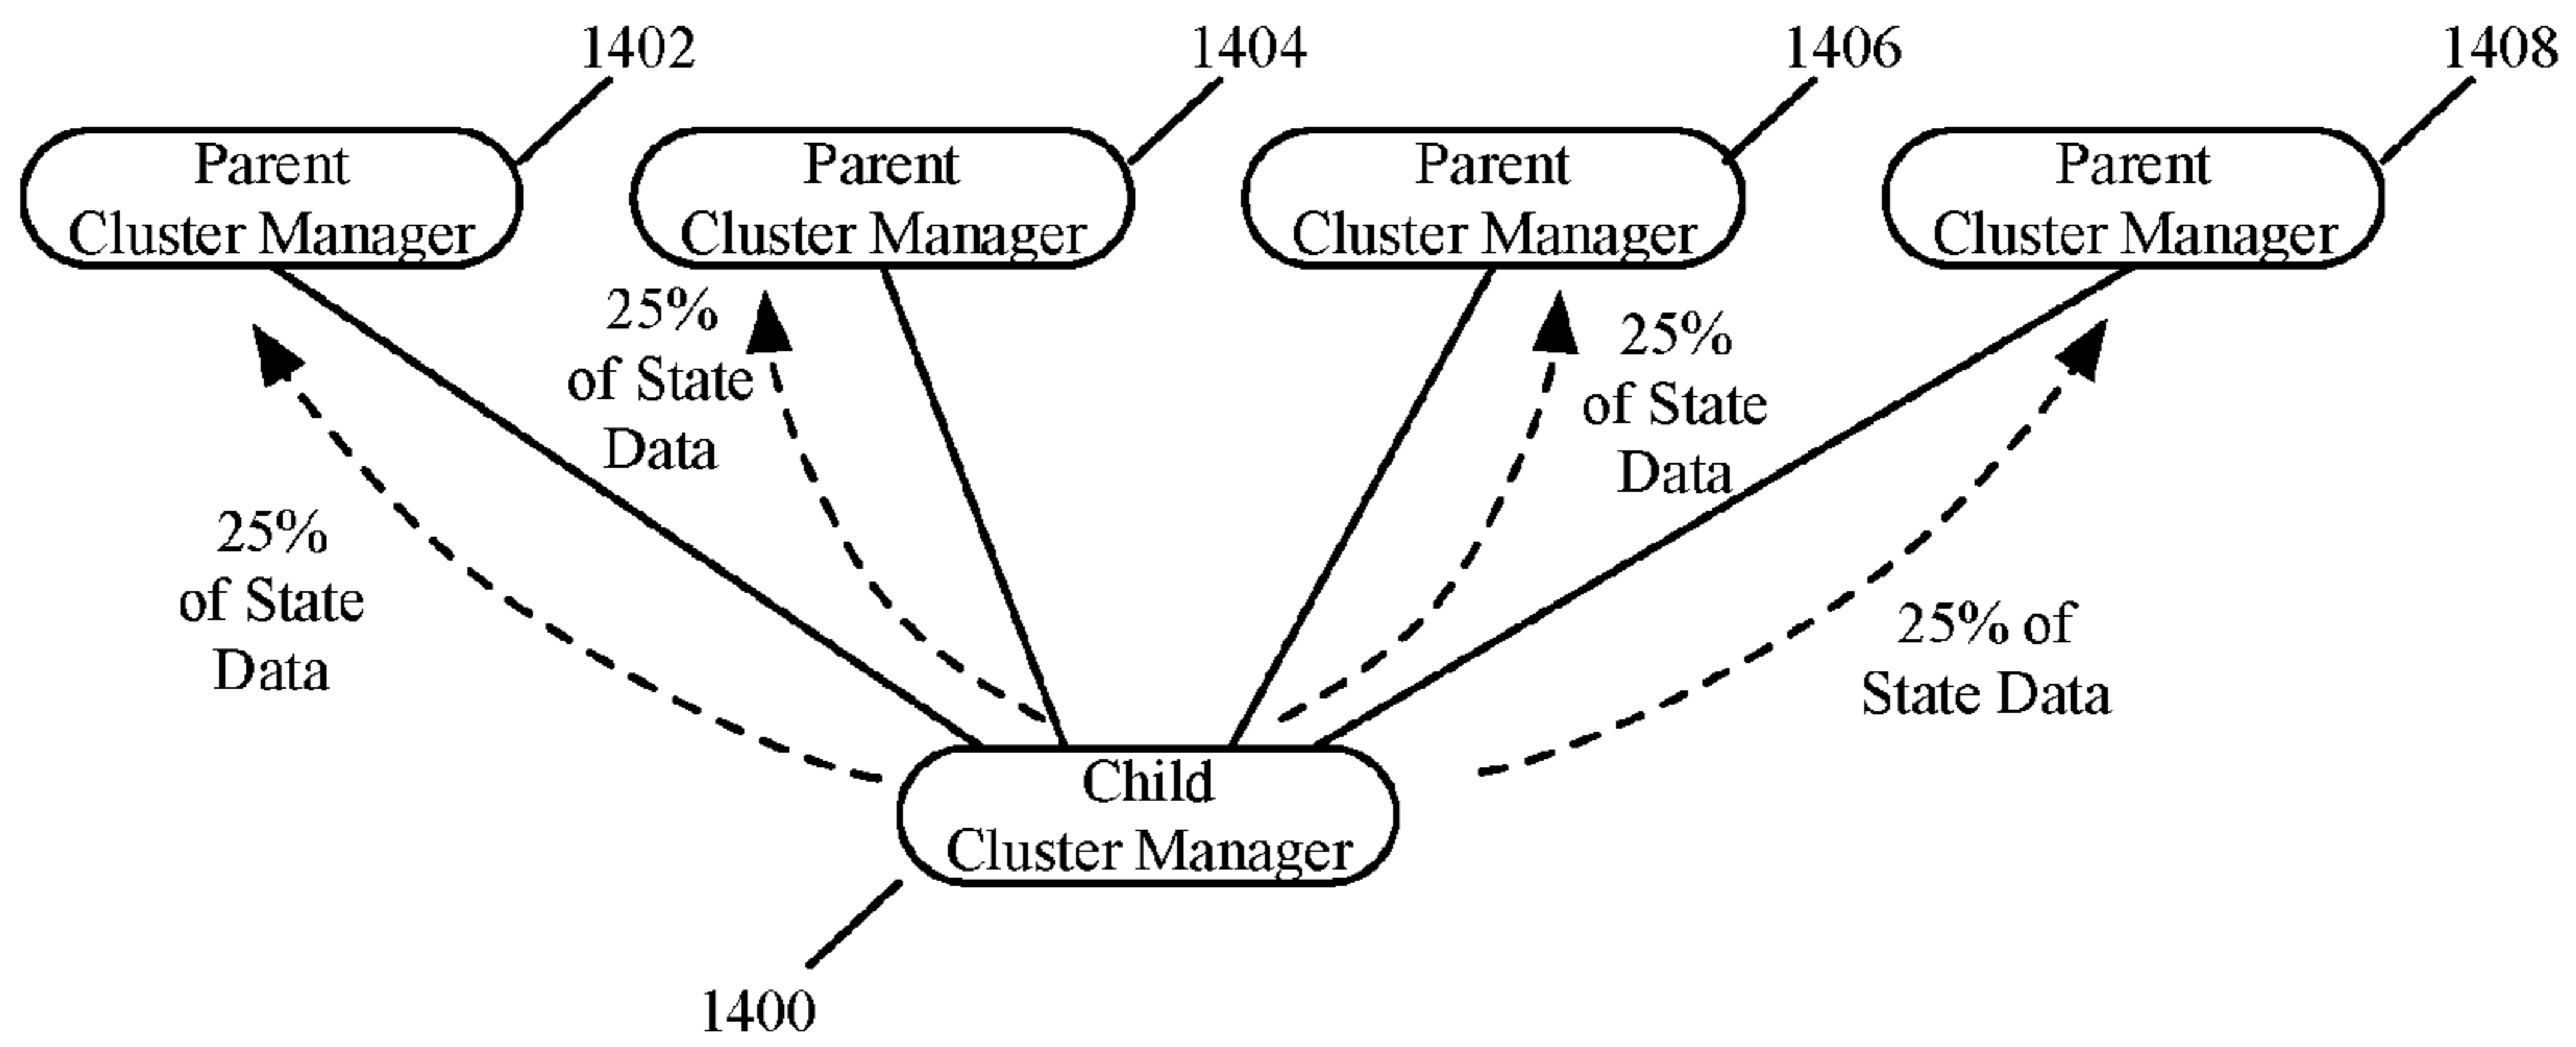 1402
1404
1406
1408
Parent
Cluster Manager
Parent
Cluster Manager
Parent
Cluster Manager
Parent
Cluster Manager
25%
of State
Data
25%
of State
Data
25%
of State
Data
25% of
State Data
Child
Cluster Manager
1400